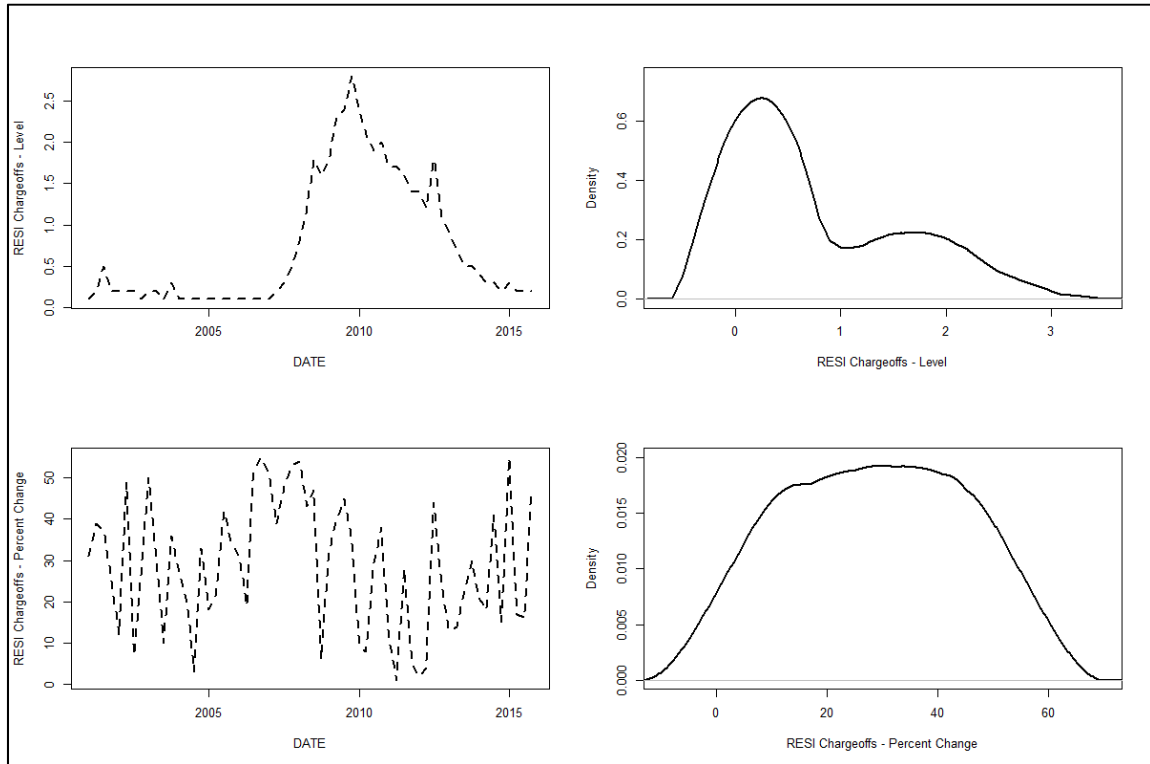 RESI Chargeoffs - Level
2.5
2.0
1.5
1.0
0.5
0.0
2005 2010 2015
DATE
Density
0.6
0.4
0.2
0.0
0 1 2 3
RESI Chargeoffs - Level
RESI Chargeoffs - Percent Change
50
40
30
20
10
0
2005 2010 2015
DATE
Density
0.020
0.015
0.010
0.005
0.000
0 20 40 60
RESI Chargeoffs - Percent Change